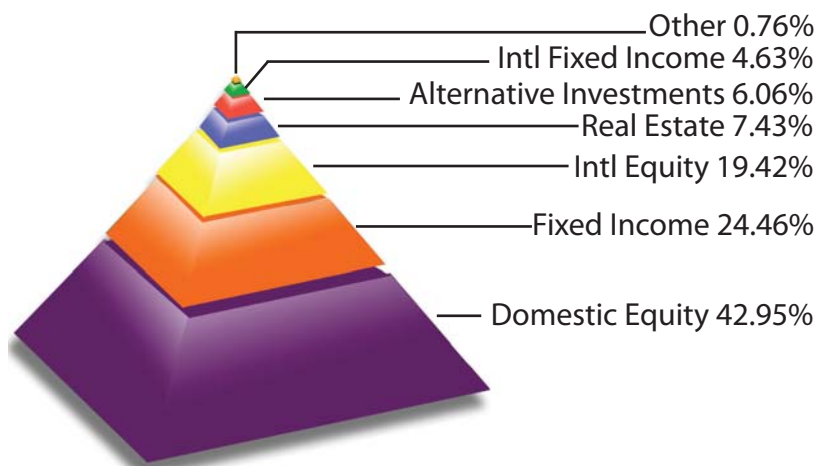 Other 0.76%
Intl Fixed Income 4.63%
Alternative Investments 6.06%
Real Estate 7.43%
Intl Equity 19.42%
Fixed Income 24.46%
Domestic Equity 42.95%